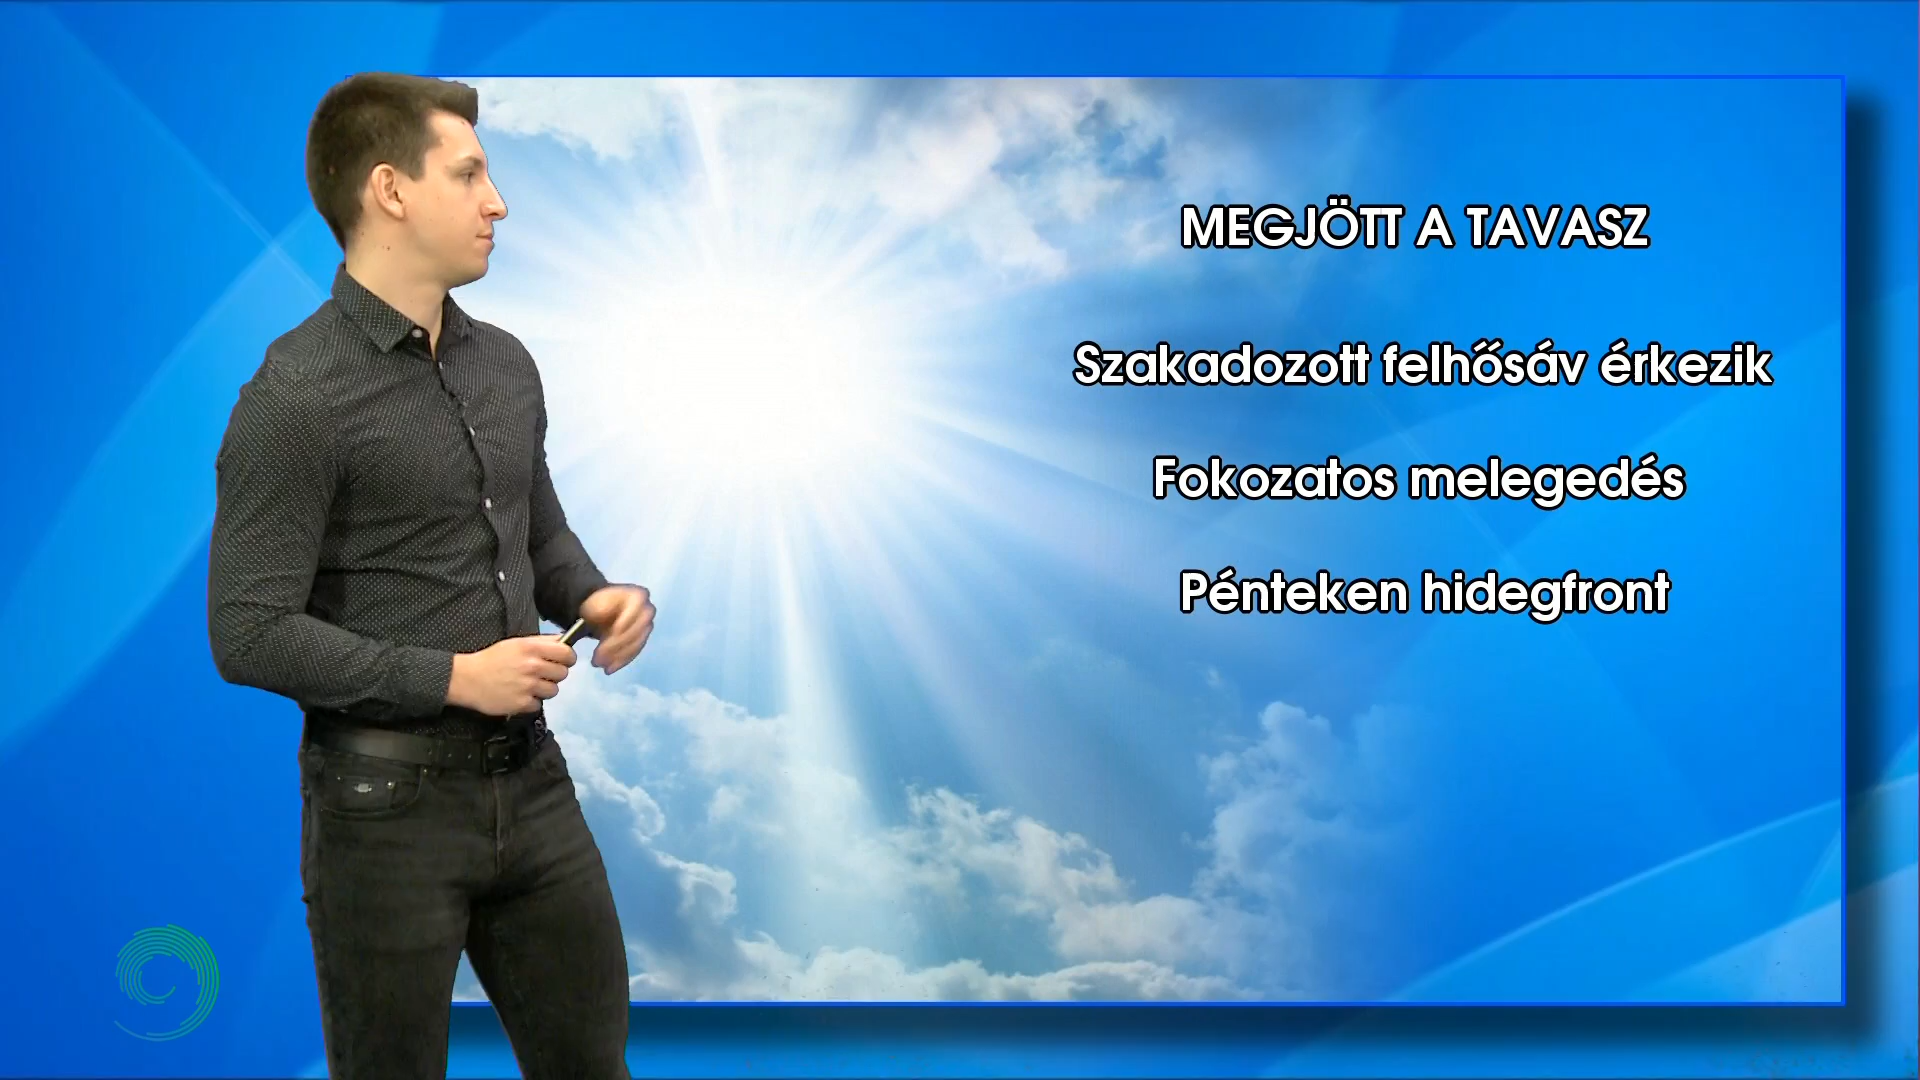 MEGJÖTT A TAVASZ
Szakadozott felhősáv érkezik
Fokozatos melegedés
Pénteken hidegfront